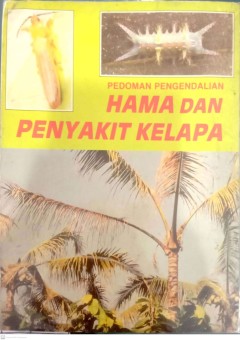 PEDOMAN PENGENDALIAN
HAMA DAN
PENYAKIT KELAPA